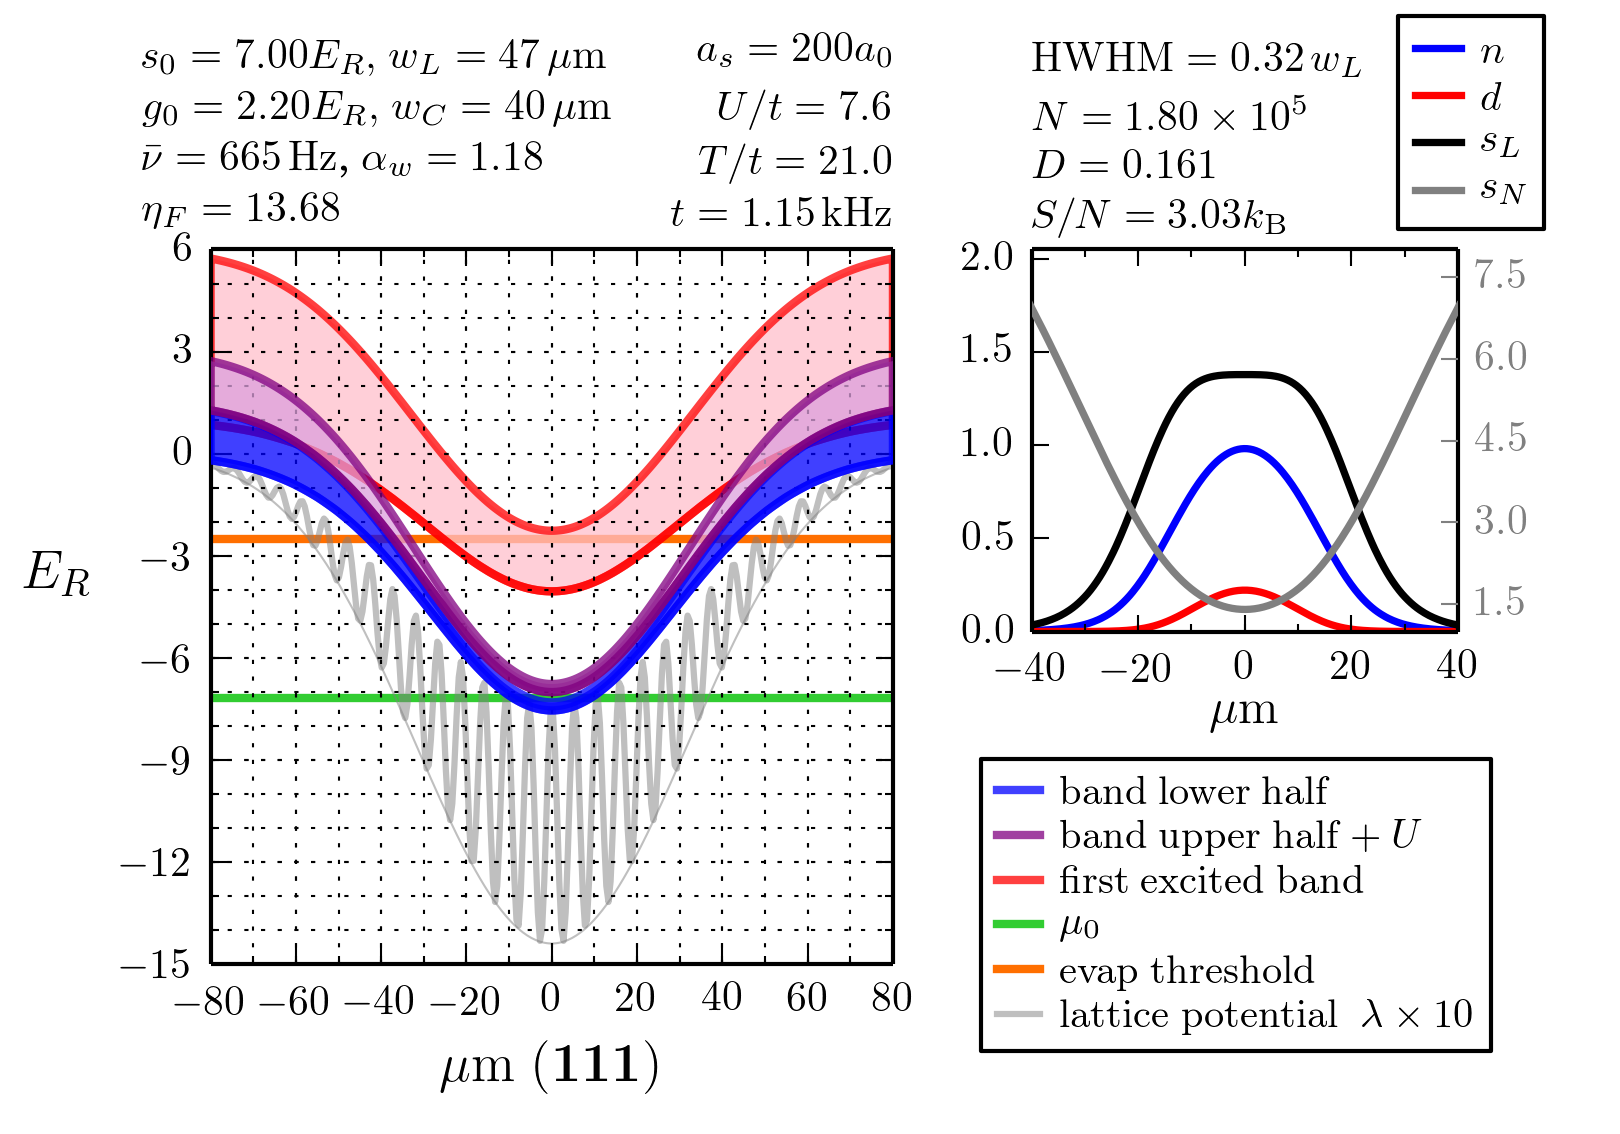 s₀ = 7.00E_R, w_L = 47 μm
g₀ = 2.20E_R, w_C = 40 μm
ν̄ = 665 Hz, α_w = 1.18
η_F = 13.68
a_s = 200a₀
U/t = 7.6
T/t = 21.0
t = 1.15 kHz
HWHM = 0.32 w_L
N = 1.80 × 10⁵
D = 0.161
S/N = 3.03k_B
n
d
s_L
s_N
E_R
6
3
0
−3
−6
−9
−12
−15
−80 −60 −40 −20 0 20 40 60 80
μm (111)
2.0
1.5
1.0
0.5
0.0
7.5
6.0
4.5
3.0
1.5
−40 −20 0 20 40
μm
band lower half
band upper half + U
first excited band
μ₀
evap threshold
lattice potential λ × 10